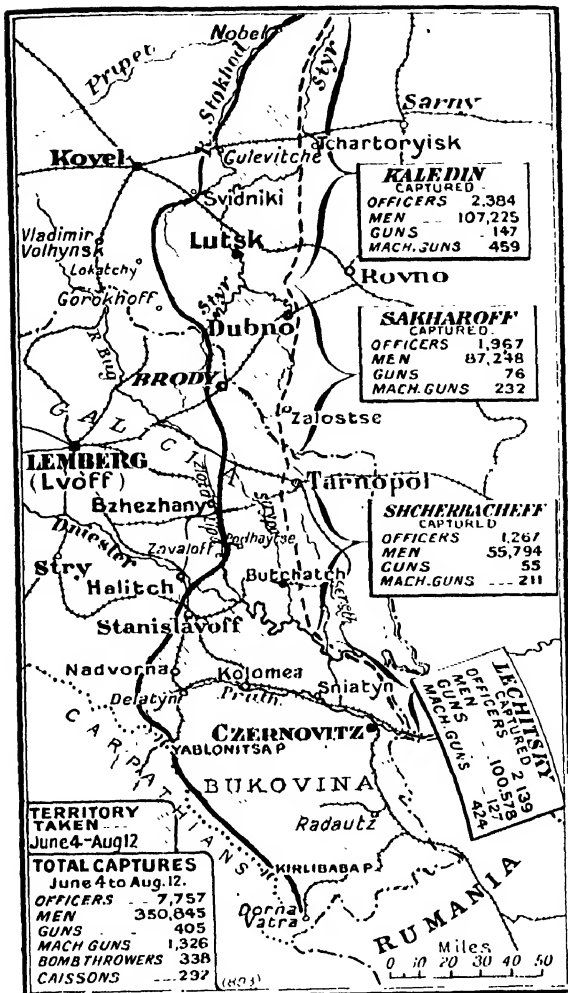 Nobel
Pripet
R. Stokhod
Styr
Sarny
Tchartoryisk
Kovel
Gulevitche
KALEDIN
CAPTURED
OFFICERS 2,384
MEN 107,225
GUNS 147
MACH. GUNS 459
Svidniki
Vladimir
Volhynsk
Lutsk
Lokatchy
Rovno
Gorokhoff
Styr
Dubno
SAKHAROFF
CAPTURED
OFFICERS 1,967
MEN 87,248
GUNS 76
MACH. GUNS 232
R Bug
BRODY
Zalostse
GALICIA
LEMBERG
(Lvoff)
Tarnopol
Bzhezhany
Zlota Lipa
Strypa
SHCHERBACHEFF
CAPTURED
OFFICERS 1,267
MEN 55,794
GUNS 55
MACH. GUNS 211
Dniester
Zavaloff
Podhaytse
Stry
Halitch
Butchatch
Sereth
Stanislavoff
Nadvorna
Kolomea
Sniatyn
Delatyn
Pruth
LECHITSKY
CAPTURED
OFFICERS 2 139
MEN 100.578
GUNS 127
MACH. GUNS 424
CARPATHIANS
CZERNOVITZ
YABLONITSA P
BUKOVINA
Radautz
TERRITORY
TAKEN
June 4-Aug 12
KIRLIBABA P.
Dorna
Vatra
RUMANIA
TOTAL CAPTURES
June 4 to Aug. 12.
OFFICERS 7,757
MEN 350,845
GUNS 405
MACH GUNS 1,326
BOMB THROWERS 338
CAISSONS 292
Miles
0 10 20 30 40 50